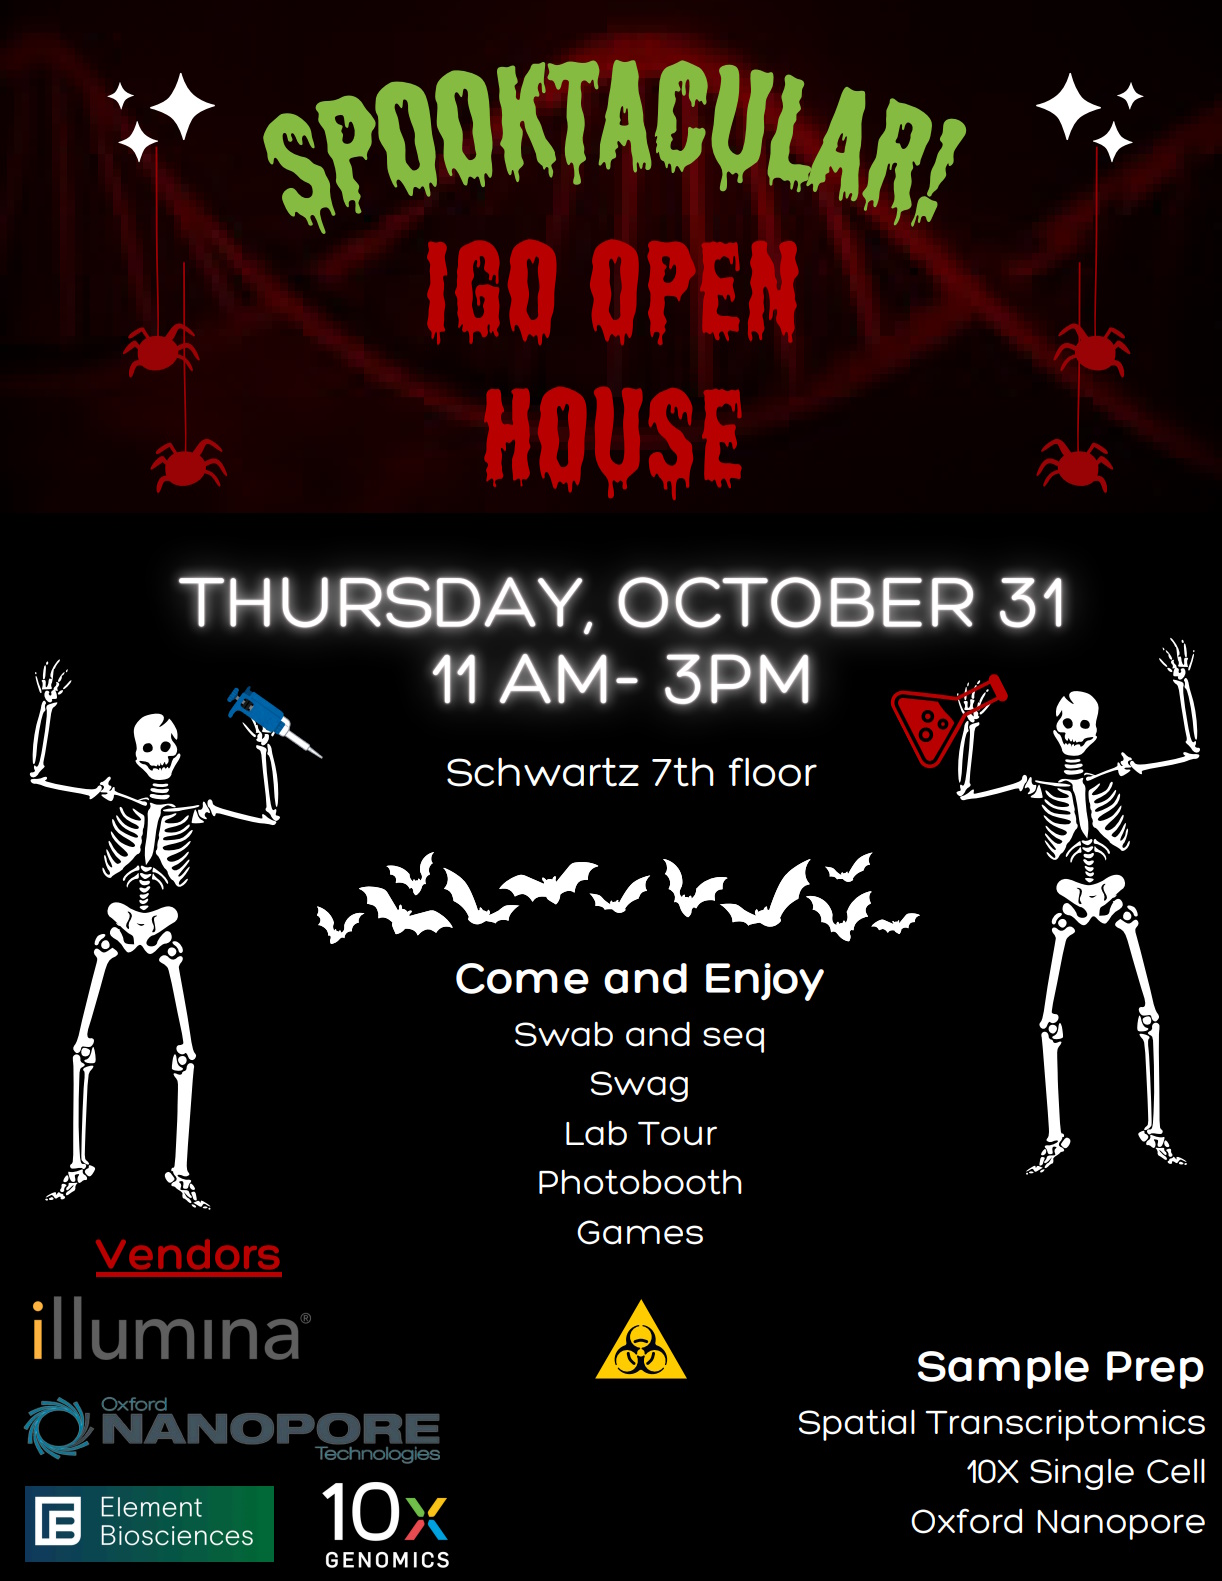 SPOOKTACULAR!
IGO OPEN
HOUSE
THURSDAY, OCTOBER 31
11 AM- 3PM
Schwartz 7th floor
Come and Enjoy
Swab and seq
Swag
Lab Tour
Photobooth
Games
Vendors
illumina®
Oxford
NANOPORE
Technologies
Element
Biosciences
10x
GENOMICS
Sample Prep
Spatial Transcriptomics
10X Single Cell
Oxford Nanopore